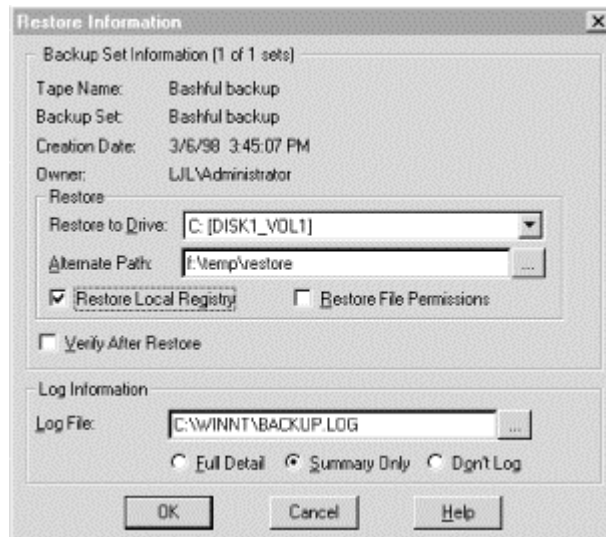 Restore Information
Backup Set Information (1 of 1 sets)
Tape Name: Bashful backup
Backup Set: Bashful backup
Creation Date: 3/6/98 3:45:07 PM
Owner: LJL\Administrator
Restore
Restore to Drive: C: [DISK1_VOL1]
Alternate Path: f:\temp\restore ...
Restore Local Registry Restore File Permissions
Verify After Restore
Log Information
Log File: C:\WINNT\BACKUP.LOG ...
Full Detail Summary Only Don't Log
OK Cancel Help